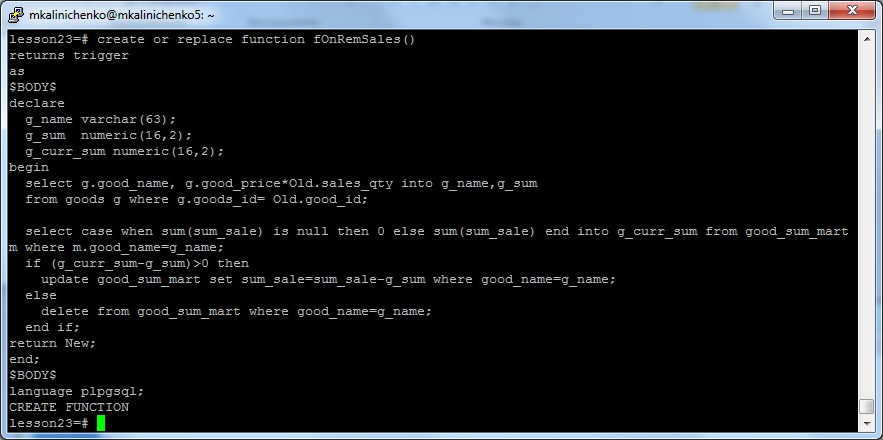 mkalinichenko@mkalinichenko5: ~
lesson23=# create or replace function fOnRemSales()
returns trigger
as
$BODY$
declare
  g_name varchar(63);
  g_sum  numeric(16,2);
  g_curr_sum numeric(16,2);
begin
  select g.good_name, g.good_price*Old.sales_qty into g_name,g_sum
  from goods g where g.goods_id= Old.good_id;

  select case when sum(sum_sale) is null then 0 else sum(sum_sale) end into g_curr_sum from good_sum_mart
m where m.good_name=g_name;
  if (g_curr_sum-g_sum)>0 then
    update good_sum_mart set sum_sale=sum_sale-g_sum where good_name=g_name;
  else
    delete from good_sum_mart where good_name=g_name;
  end if;
return New;
end;
$BODY$
language plpgsql;
CREATE FUNCTION
lesson23=#